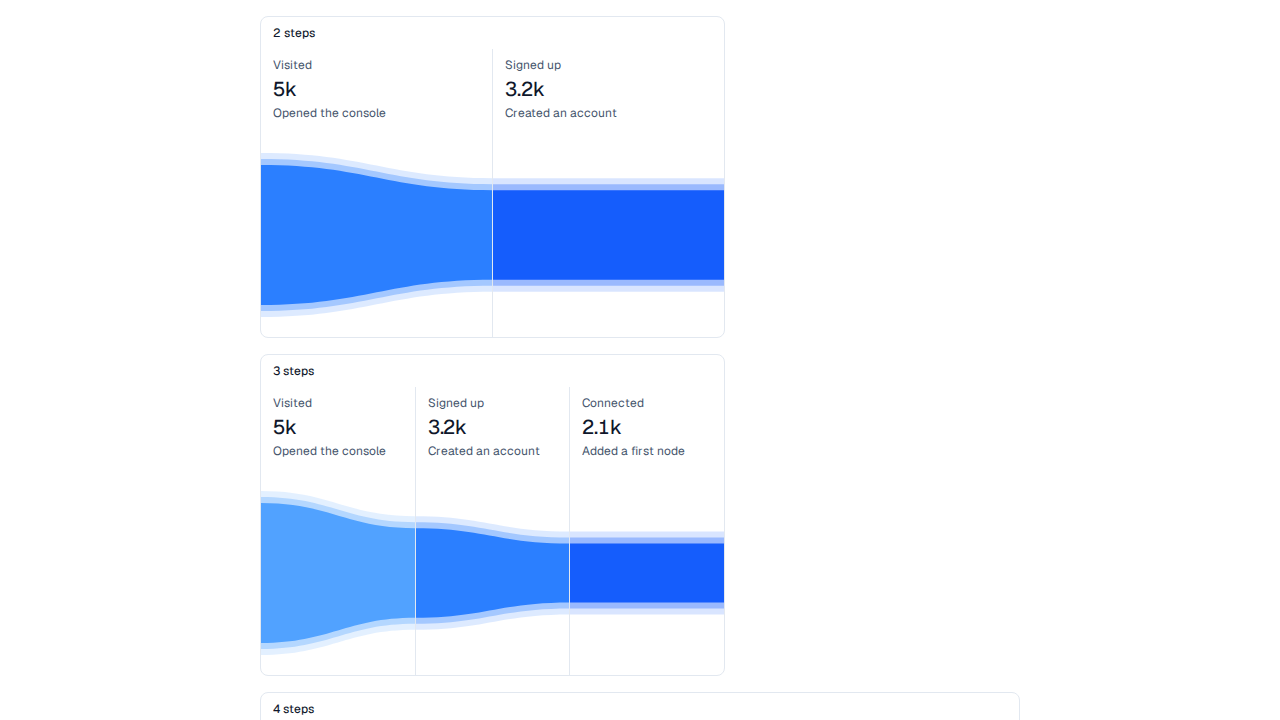 2 steps
Visited
5k
Opened the console
Signed up
3.2k
Created an account
3 steps
Visited
5k
Opened the console
Signed up
3.2k
Created an account
Connected
2.1k
Added a first node
4 steps